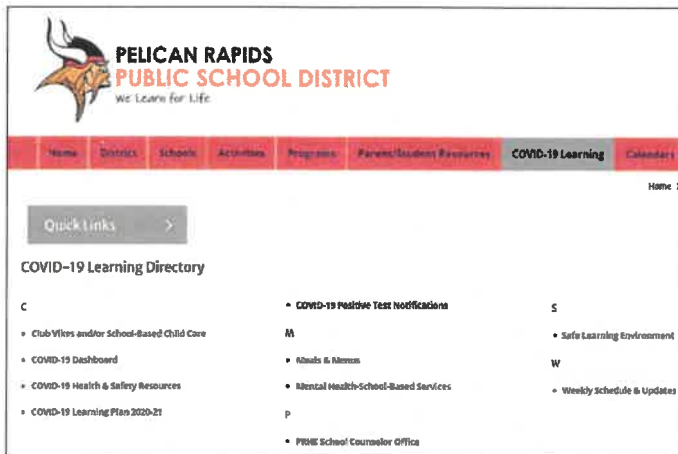 PELICAN RAPIDS
PUBLIC SCHOOL DISTRICT
We Learn for Life
Home District Schools Activities Programs Parent/Student Resources COVID-19 Learning Calendars
Home
Quick Links >
COVID-19 Learning Directory
C
• Club Vikes and/or School-Based Child Care
• COVID-19 Dashboard
• COVID-19 Health & Safety Resources
• COVID-19 Learning Plan 2020-21
• COVID-19 Positive Test Notifications
M
• Meals & Menus
• Mental Health-School-Based Services
P
• PRHS School Counselor Office
S
• Safe Learning Environment
W
• Weekly Schedule & Updates